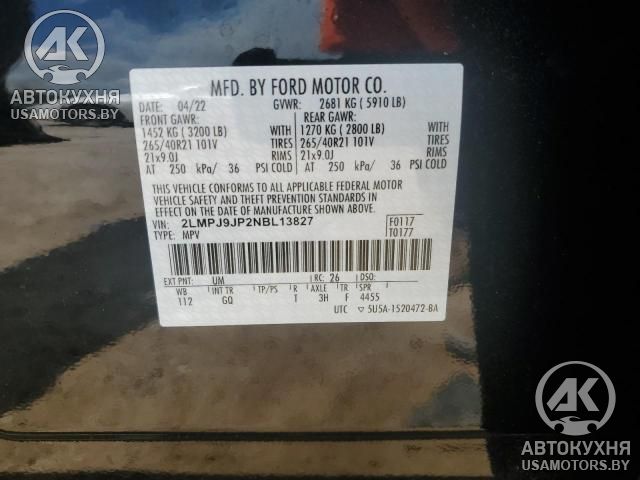 AK
АВТОКУХНЯ
USAMOTORS.BY
MFD. BY FORD MOTOR CO.
DATE: 04/22 GVWR: 2681 KG ( 5910 LB)
FRONT GAWR: REAR GAWR:
1452 KG ( 3200 LB) WITH 1270 KG ( 2800 LB) WITH
265/40R21 101V TIRES 265/40R21 101V TIRES
21x9.0J RIMS 21x9.0J RIMS
AT 250 kPa/ 36 PSI COLD AT 250 kPa/ 36 PSI COLD
THIS VEHICLE CONFORMS TO ALL APPLICABLE FEDERAL MOTOR
VEHICLE SAFETY AND THEFT PREVENTION STANDARDS IN
EFFECT ON THE DATE OF MANUFACTURE SHOWN ABOVE.
VIN: 2LMPJ9JP2NBL13827 F0117
TYPE: MPV T0177
EXT PNT: UM RC: 26 DSO:
WB INT TR TP/PS R AXLE TR SPR
112 GQ 1 3H F 4455
UTC ▽ 5U5A-1520472-BA
AK
АВТОКУХНЯ
USAMOTORS.BY